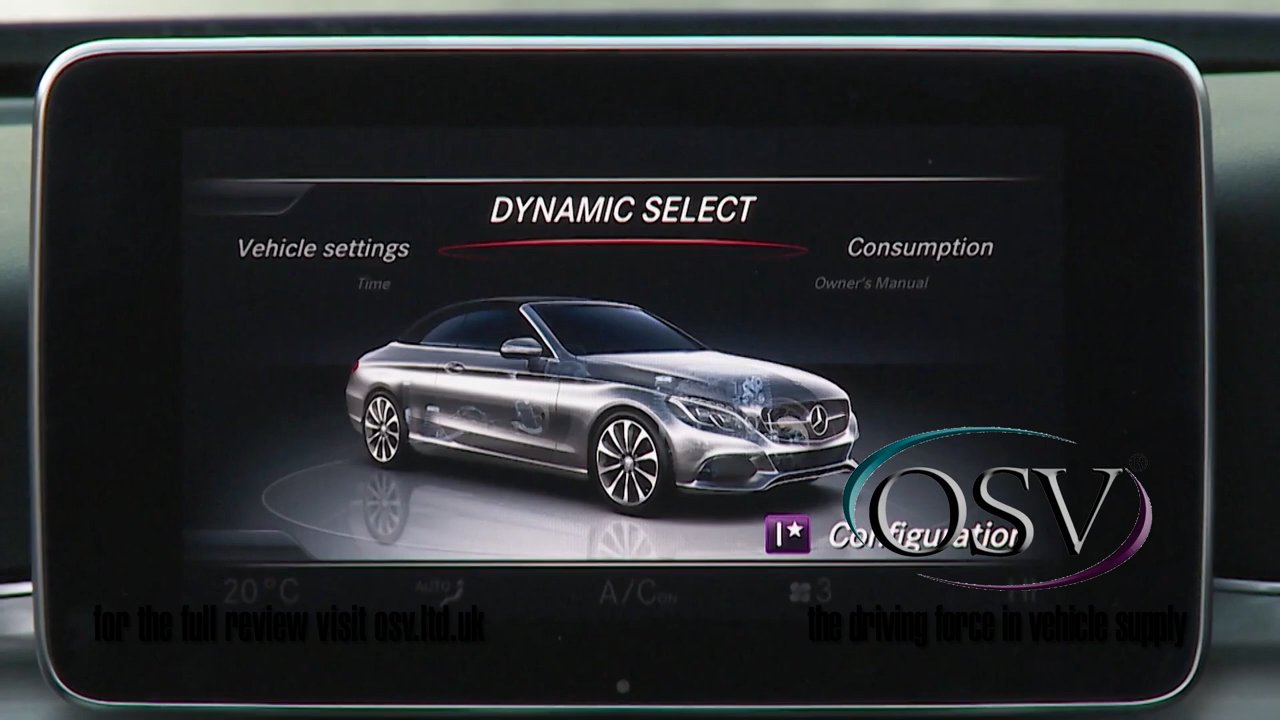 DYNAMIC SELECT
Vehicle settings
Consumption
Time
Owner's Manual
OSV®
Configuration
20°C
AUTO
A/C ON
3
for the full review visit osv.ltd.uk
the driving force in vehicle supply